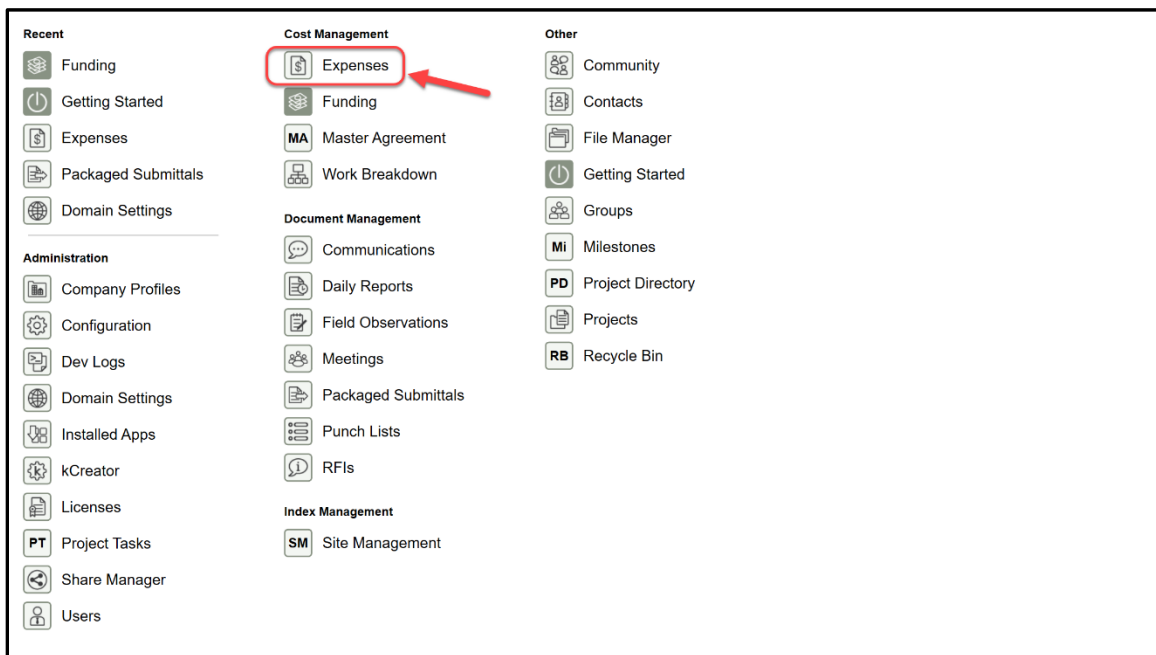 Recent
Funding
Getting Started
Expenses
Packaged Submittals
Domain Settings
Administration
Company Profiles
Configuration
Dev Logs
Domain Settings
Installed Apps
kCreator
Licenses
PT Project Tasks
Share Manager
Users
Cost Management
Expenses
Funding
MA Master Agreement
Work Breakdown
Document Management
Communications
Daily Reports
Field Observations
Meetings
Packaged Submittals
Punch Lists
RFIs
Index Management
SM Site Management
Other
Community
Contacts
File Manager
Getting Started
Groups
Mi Milestones
PD Project Directory
Projects
RB Recycle Bin